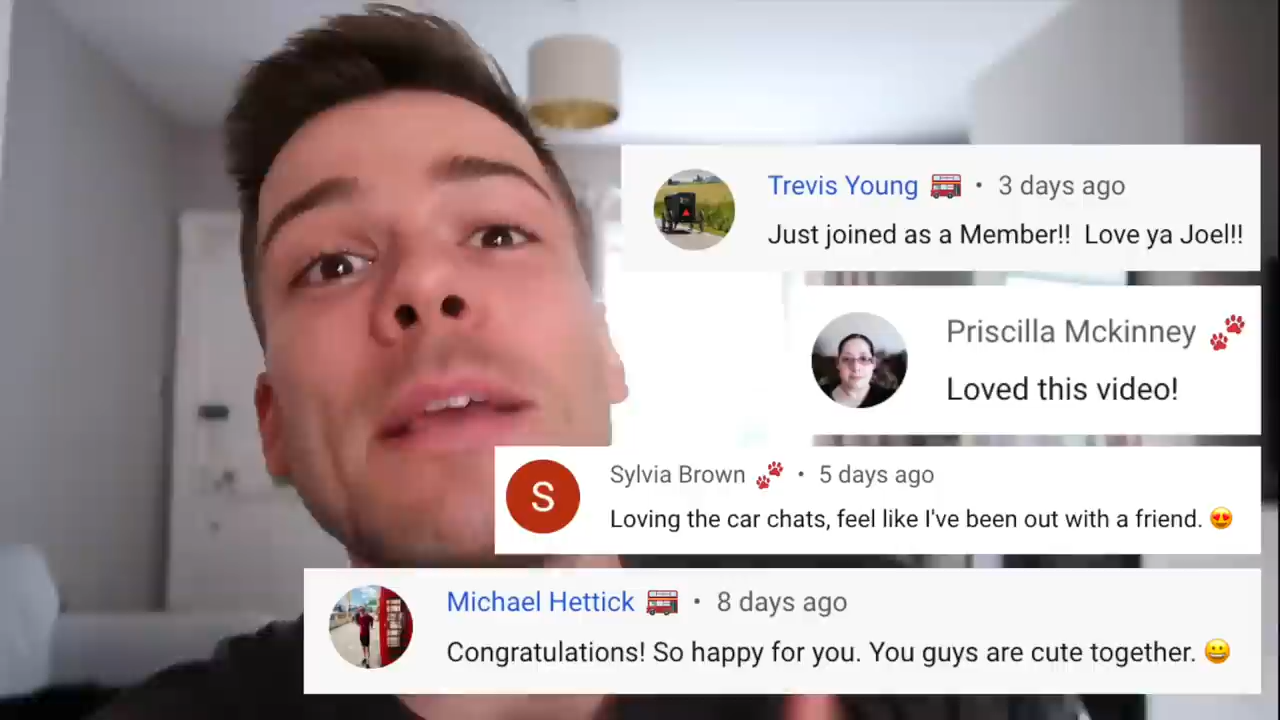 Trevis Young • 3 days ago
Just joined as a Member!! Love ya Joel!!
Priscilla Mckinney
Loved this video!
S
Sylvia Brown • 5 days ago
Loving the car chats, feel like I've been out with a friend. 😍
Michael Hettick • 8 days ago
Congratulations! So happy for you. You guys are cute together. 😀